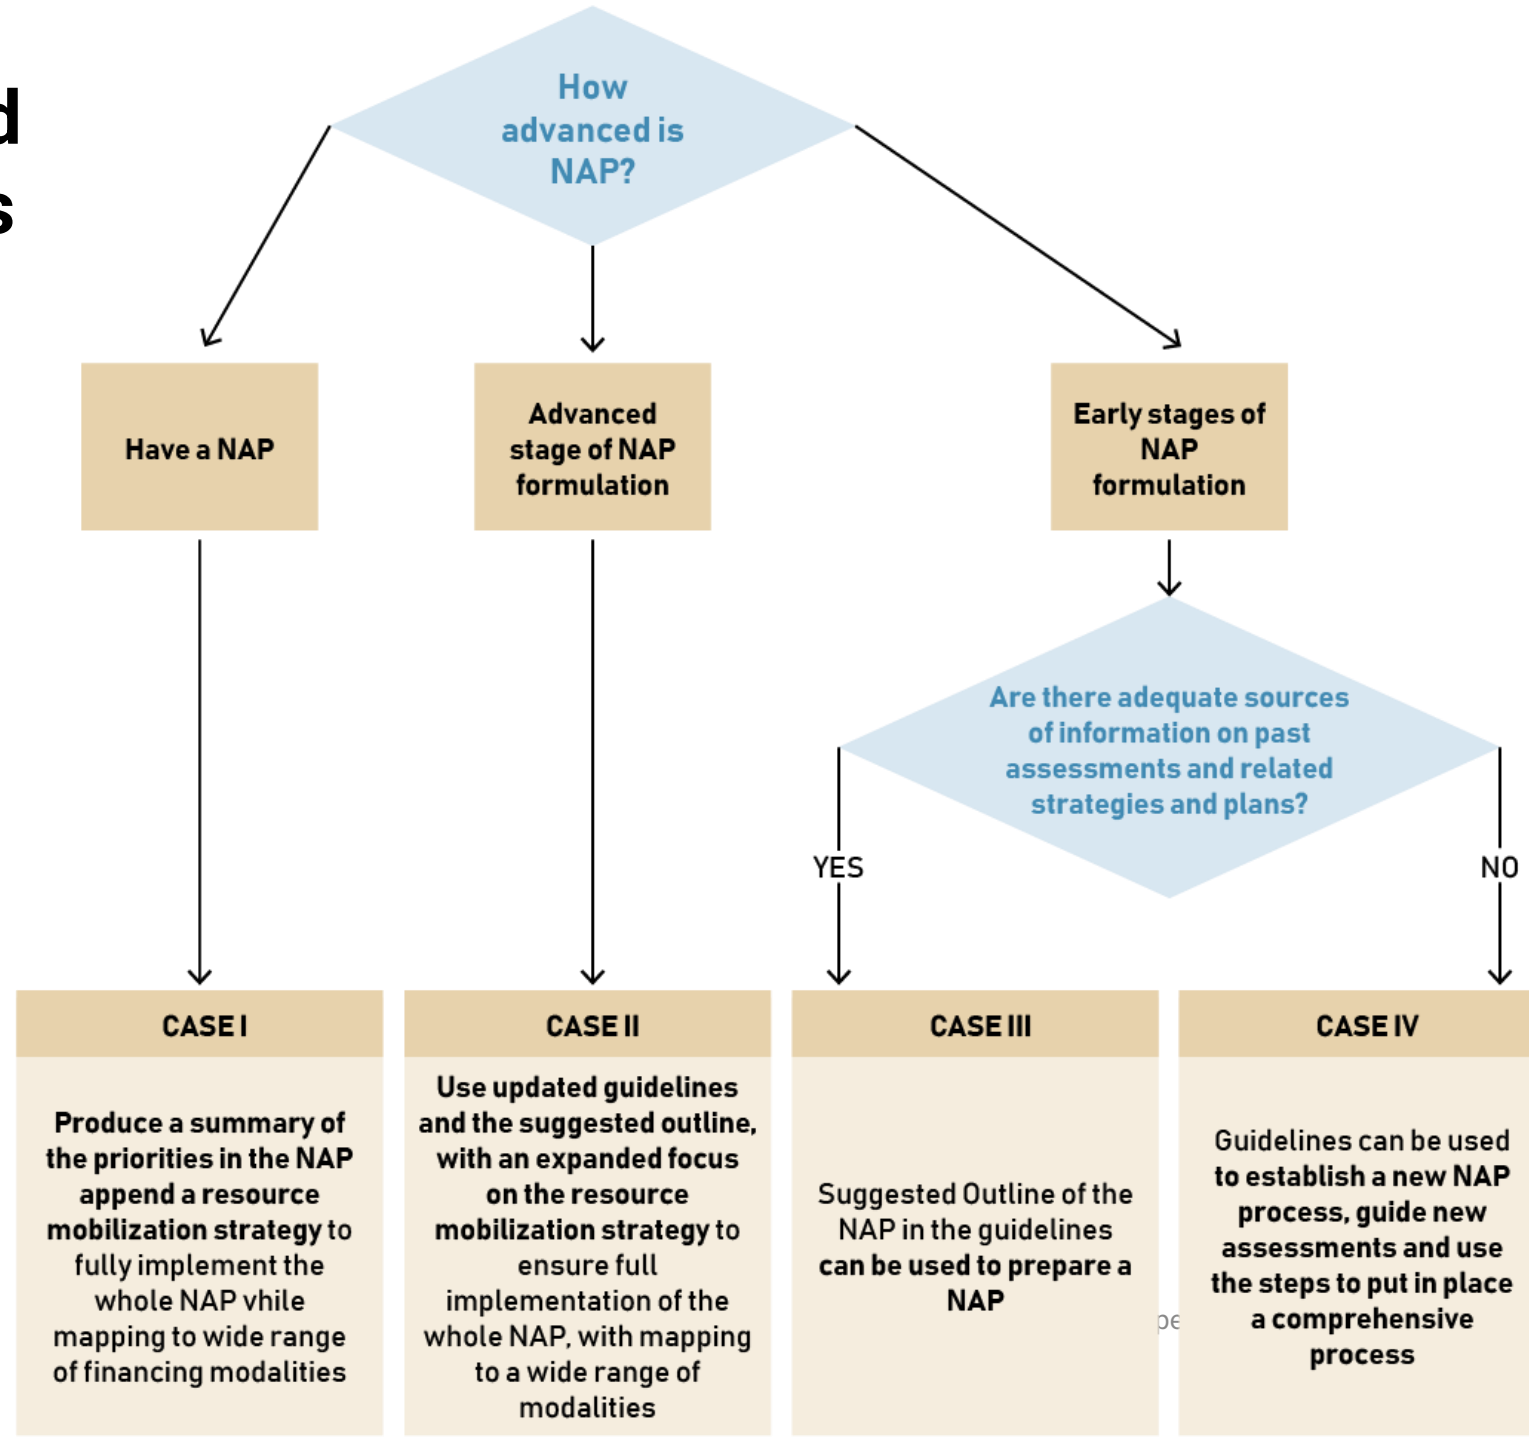 d
s
How
advanced is
NAP?
Have a NAP
Advanced
stage of NAP
formulation
Early stages of
NAP
formulation
Are there adequate sources
of information on past
assessments and related
strategies and plans?
YES
NO
CASE I
Produce a summary of
the priorities in the NAP
append a resource
mobilization strategy to
fully implement the
whole NAP vhile
mapping to wide range
of financing modalities
CASE II
Use updated guidelines
and the suggested outline,
with an expanded focus
on the resource
mobilization strategy to
ensure full
implementation of the
whole NAP, with mapping
to a wide range of
modalities
CASE III
Suggested Outline of the
NAP in the guidelines
can be used to prepare a
NAP
pe
CASE IV
Guidelines can be used
to establish a new NAP
process, guide new
assessments and use
the steps to put in place
a comprehensive
process